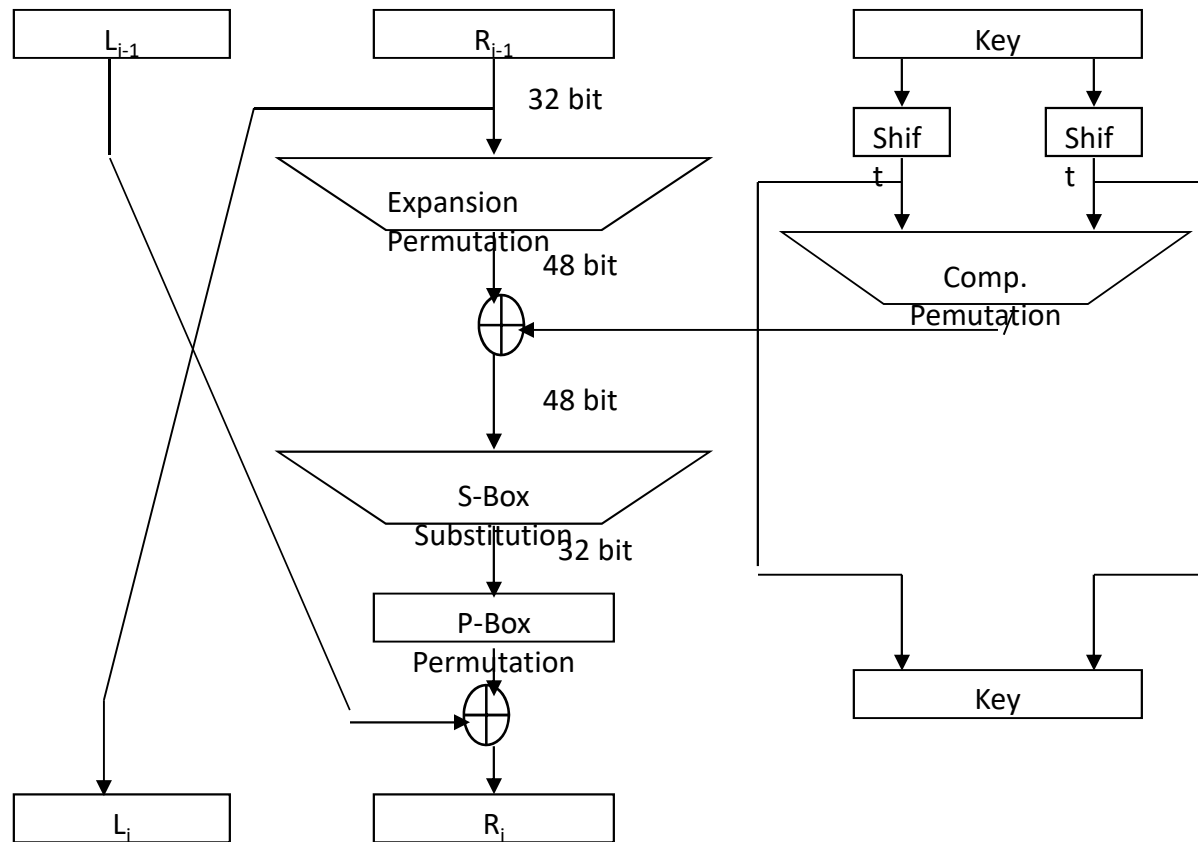 L_{i-1}
R_{i-1}
Key
32 bit
Shif
t
Shif
t
Expansion
Permutation
48 bit
Comp.
Pemutation
48 bit
S-Box
Substitution
32 bit
P-Box
Permutation
Key
L_i
R_i